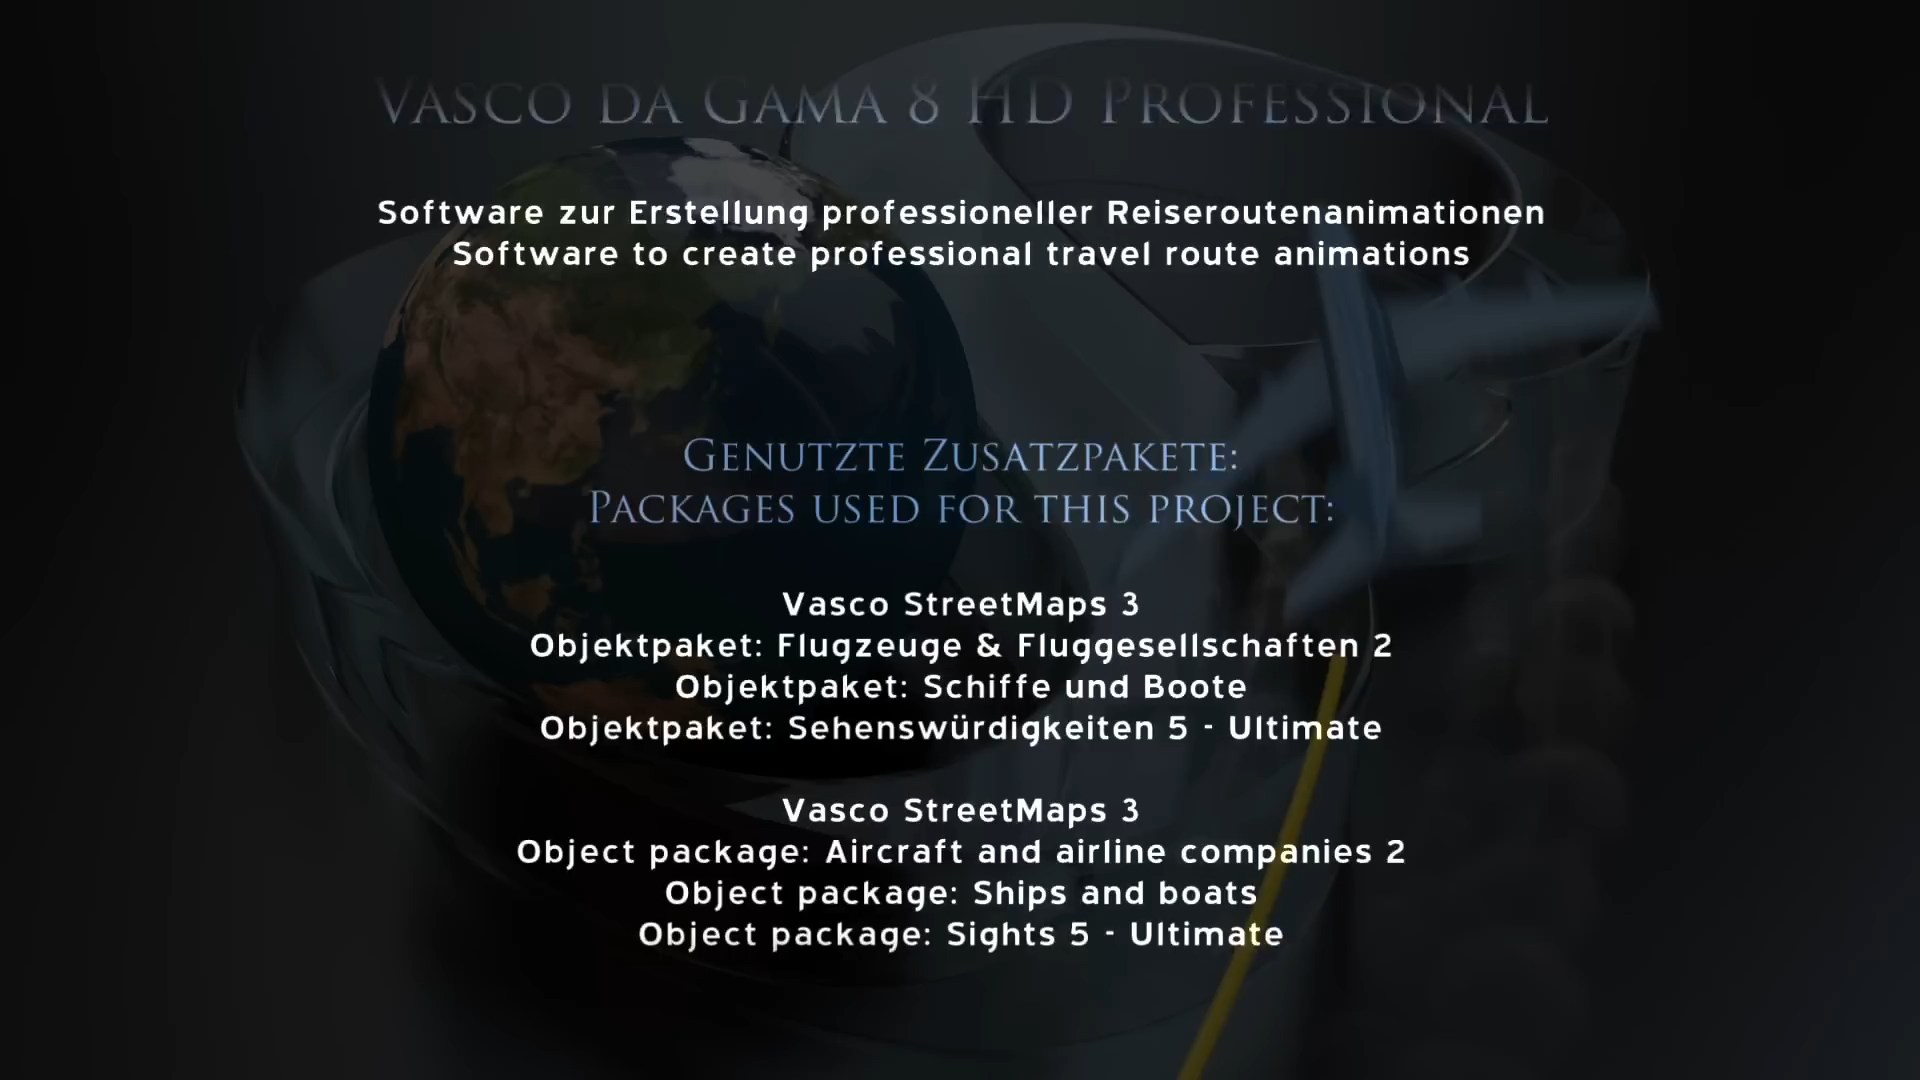 Vasco da Gama 8 HD Professional
Software zur Erstellung professioneller Reiseroutenanimationen
Software to create professional travel route animations
Genutzte Zusatzpakete:
Packages used for this project:
Vasco StreetMaps 3
Objektpaket: Flugzeuge & Fluggesellschaften 2
Objektpaket: Schiffe und Boote
Objektpaket: Sehenswürdigkeiten 5 - Ultimate
Vasco StreetMaps 3
Object package: Aircraft and airline companies 2
Object package: Ships and boats
Object package: Sights 5 - Ultimate